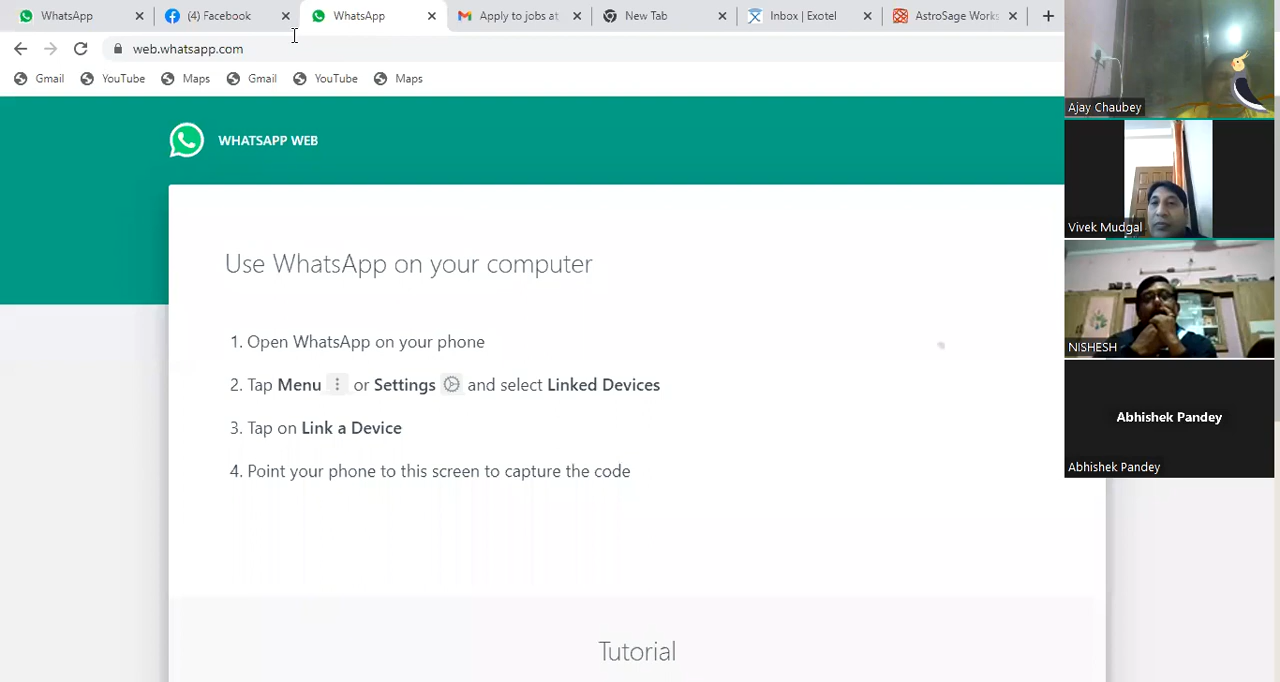 WhatsApp
(4) Facebook
WhatsApp
Apply to jobs at
New Tab
Inbox | Exotel
AstroSage Works
web.whatsapp.com
Gmail YouTube Maps Gmail YouTube Maps
WHATSAPP WEB
Use WhatsApp on your computer
1. Open WhatsApp on your phone
2. Tap Menu or Settings and select Linked Devices
3. Tap on Link a Device
4. Point your phone to this screen to capture the code
Tutorial
Ajay Chaubey
Vivek Mudgal
NISHESH
Abhishek Pandey
Abhishek Pandey